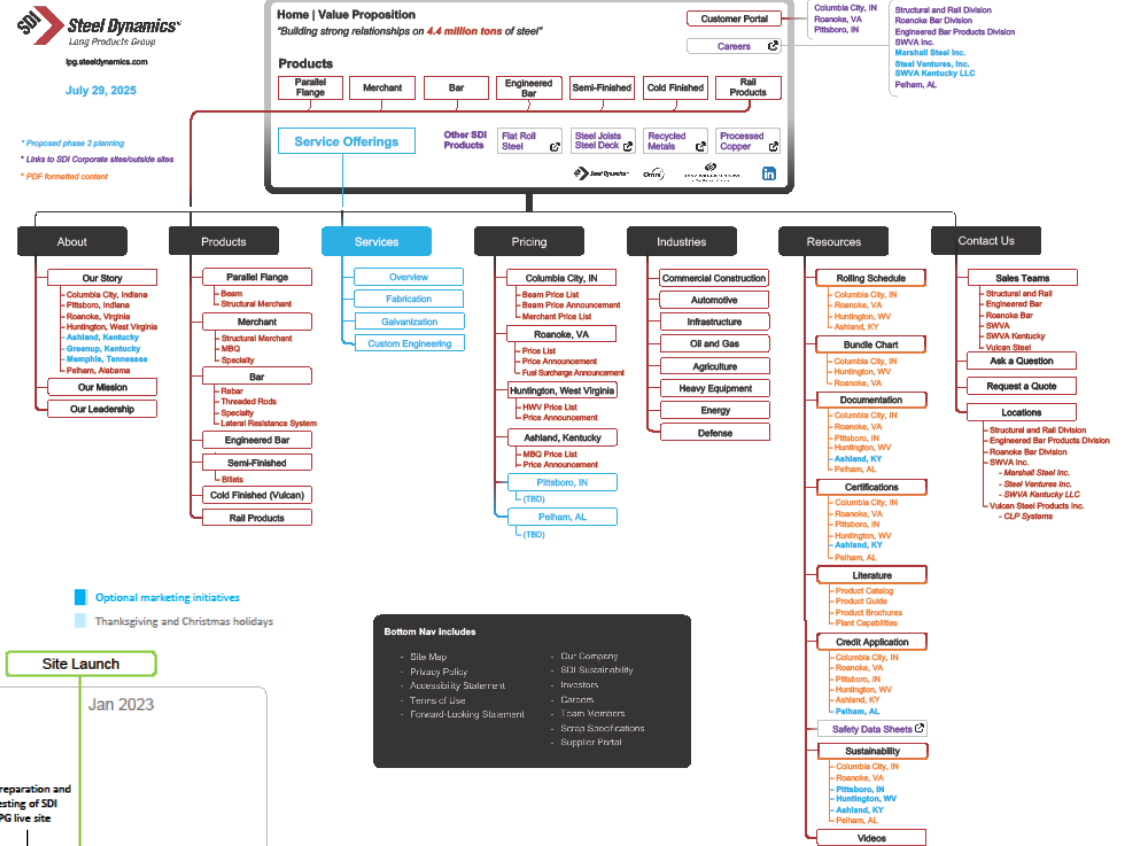 SDI Steel Dynamics
Long Products Group
lpg.steeldynamics.com
July 29, 2025
* Proposed phase 2 planning
* Links to SDI Corporate sites/outside sites
* PDF formatted content
Home | Value Proposition
"Building strong relationships on 4.4 million tons of steel"
Products
Parallel
Flange
Merchant
Bar
Engineered
Bar
Semi-Finished
Cold Finished
Rail
Products
Service Offerings
Other SDI
Products
Flat Roll
Steel
Steel Joists
Steel Deck
Recycled
Metals
Processed
Copper
Steel Dynamics
Omni
in
Customer Portal
Careers
Columbia City, IN
Roanoke, VA
Pittsboro, IN
Structural and Rail Division
Roanoke Bar Division
Engineered Bar Products Division
SWVA Inc.
Marshall Steel Inc.
Steel Ventures, Inc.
SWVA Kentucky LLC
Pelham, AL
About
Our Story
Columbia City, Indiana
Pittsboro, Indiana
Roanoke, Virginia
Huntington, West Virginia
Ashland, Kentucky
Greenup, Kentucky
Memphis, Tennessee
Pelham, Alabama
Our Mission
Our Leadership
Products
Parallel Flange
Beam
Structural Merchant
Merchant
Structural Merchant
MBQ
Specialty
Bar
Rebar
Threaded Rods
Specialty
Lateral Resistance System
Engineered Bar
Semi-Finished
Billets
Cold Finished (Vulcan)
Rail Products
Services
Overview
Fabrication
Galvanization
Custom Engineering
Pricing
Columbia City, IN
Beam Price List
Beam Price Announcement
Merchant Price List
Roanoke, VA
Price List
Price Announcement
Fuel Surcharge Announcement
Huntington, West Virginia
HWV Price List
Price Announcement
Ashland, Kentucky
MBQ Price List
Price Announcement
Pittsboro, IN
(TBD)
Pelham, AL
(TBD)
Industries
Commercial Construction
Automotive
Infrastructure
Oil and Gas
Agriculture
Heavy Equipment
Energy
Defense
Resources
Rolling Schedule
Columbia City, IN
Roanoke, VA
Huntington, WV
Ashland, KY
Bundle Chart
Columbia City, IN
Huntington, WV
Roanoke, VA
Documentation
Columbia City, IN
Roanoke, VA
Pittsboro, IN
Huntington, WV
Ashland, KY
Pelham, AL
Certifications
Columbia City, IN
Roanoke, VA
Pittsboro, IN
Huntington, WV
Ashland, KY
Pelham, AL
Literature
Product Catalog
Product Guide
Product Brochures
Plant Capabilities
Credit Application
Columbia City, IN
Roanoke, VA
Pittsboro, IN
Huntington, WV
Ashland, KY
Pelham, AL
Safety Data Sheets
Sustainability
Columbia City, IN
Roanoke, VA
Pittsboro, IN
Huntington, WV
Ashland, KY
Pelham, AL
Videos
Contact Us
Sales Teams
Structural and Rail
Engineered Bar
Roanoke Bar
SWVA
SWVA Kentucky
Vulcan Steel
Ask a Question
Request a Quote
Locations
Structural and Rail Division
Engineered Bar Products Division
Roanoke Bar Division
SWVA Inc.
- Marshall Steel Inc.
- Steel Ventures Inc.
- SWVA Kentucky LLC
Vulcan Steel Products Inc.
- CLP Systems
Optional marketing initiatives
Thanksgiving and Christmas holidays
Site Launch
Jan 2023
reparation and
esting of SDI
PG live site
Bottom Nav Includes
- Site Map
- Privacy Policy
- Accessibility Statement
- Terms of Use
- Forward-Looking Statement
- Our Company
- SDI Sustainability
- Investors
- Careers
- Team Members
- Scrap Specifications
- Supplier Portal